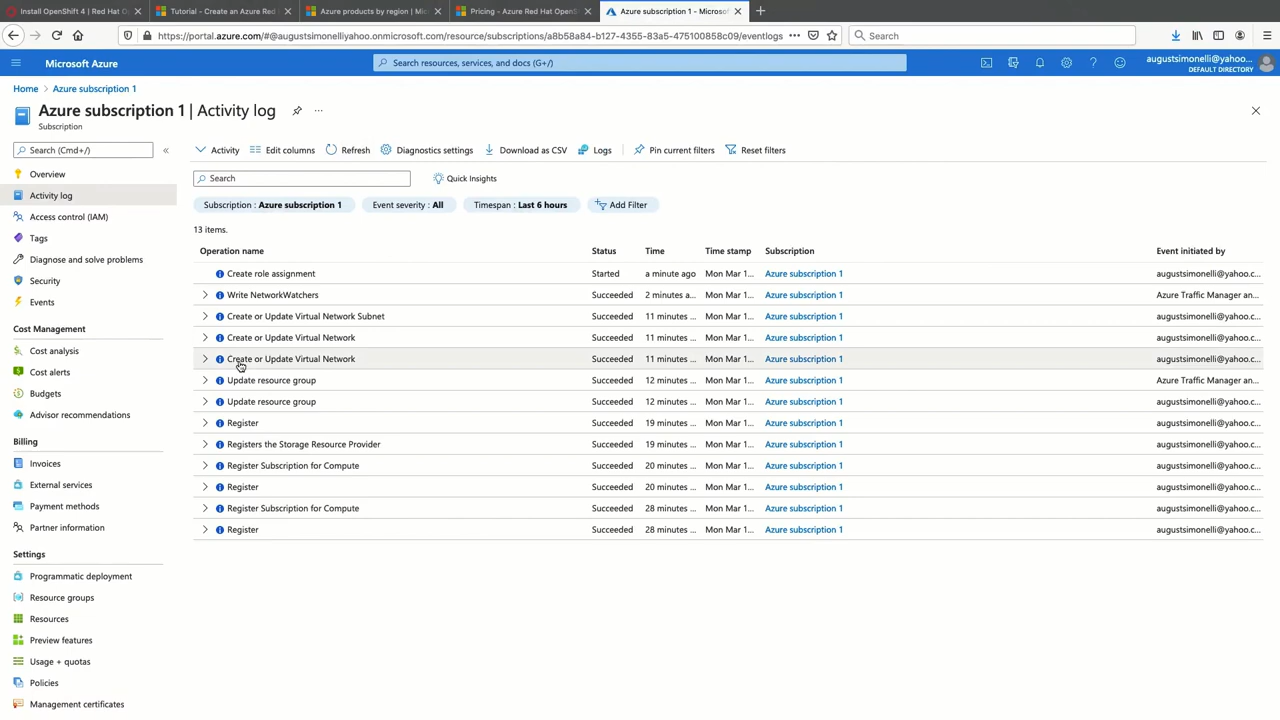 Install OpenShift 4 | Red Hat O
Tutorial - Create an Azure Red
Azure products by region | Mic
Pricing - Azure Red Hat OpenS
Azure subscription 1 - Microso
https://portal.azure.com/#@augustsimonelliyahoo.onmicrosoft.com/resource/subscriptions/a8b58a84-b127-4355-83a5-475100858c09/eventlogs
Search
Microsoft Azure
Search resources, services, and docs (G+/)
augustsimonelli@yahoo...
DEFAULT DIRECTORY
Home > Azure subscription 1
Azure subscription 1 | Activity log
Subscription
Search (Cmd+/)
Overview
Activity log
Access control (IAM)
Tags
Diagnose and solve problems
Security
Events
Cost Management
Cost analysis
Cost alerts
Budgets
Advisor recommendations
Billing
Invoices
External services
Payment methods
Partner information
Settings
Programmatic deployment
Resource groups
Resources
Preview features
Usage + quotas
Policies
Management certificates
Activity Edit columns Refresh Diagnostics settings Download as CSV Logs Pin current filters Reset filters
Search Quick Insights
Subscription : Azure subscription 1 Event severity : All Timespan : Last 6 hours Add Filter
13 items.
Operation name Status Time Time stamp Subscription Event initiated by
Create role assignment Started a minute ago Mon Mar 1... Azure subscription 1 augustsimonelli@yahoo.c...
Write NetworkWatchers Succeeded 2 minutes a... Mon Mar 1... Azure subscription 1 Azure Traffic Manager an...
Create or Update Virtual Network Subnet Succeeded 11 minutes ... Mon Mar 1... Azure subscription 1 augustsimonelli@yahoo.c...
Create or Update Virtual Network Succeeded 11 minutes ... Mon Mar 1... Azure subscription 1 augustsimonelli@yahoo.c...
Create or Update Virtual Network Succeeded 11 minutes ... Mon Mar 1... Azure subscription 1 augustsimonelli@yahoo.c...
Update resource group Succeeded 12 minutes ... Mon Mar 1... Azure subscription 1 Azure Traffic Manager an...
Update resource group Succeeded 12 minutes ... Mon Mar 1... Azure subscription 1 augustsimonelli@yahoo.c...
Register Succeeded 19 minutes ... Mon Mar 1... Azure subscription 1 augustsimonelli@yahoo.c...
Registers the Storage Resource Provider Succeeded 19 minutes ... Mon Mar 1... Azure subscription 1 augustsimonelli@yahoo.c...
Register Subscription for Compute Succeeded 20 minutes ... Mon Mar 1... Azure subscription 1 augustsimonelli@yahoo.c...
Register Succeeded 20 minutes ... Mon Mar 1... Azure subscription 1 augustsimonelli@yahoo.c...
Register Subscription for Compute Succeeded 28 minutes ... Mon Mar 1... Azure subscription 1 augustsimonelli@yahoo.c...
Register Succeeded 28 minutes ... Mon Mar 1... Azure subscription 1 augustsimonelli@yahoo.c...